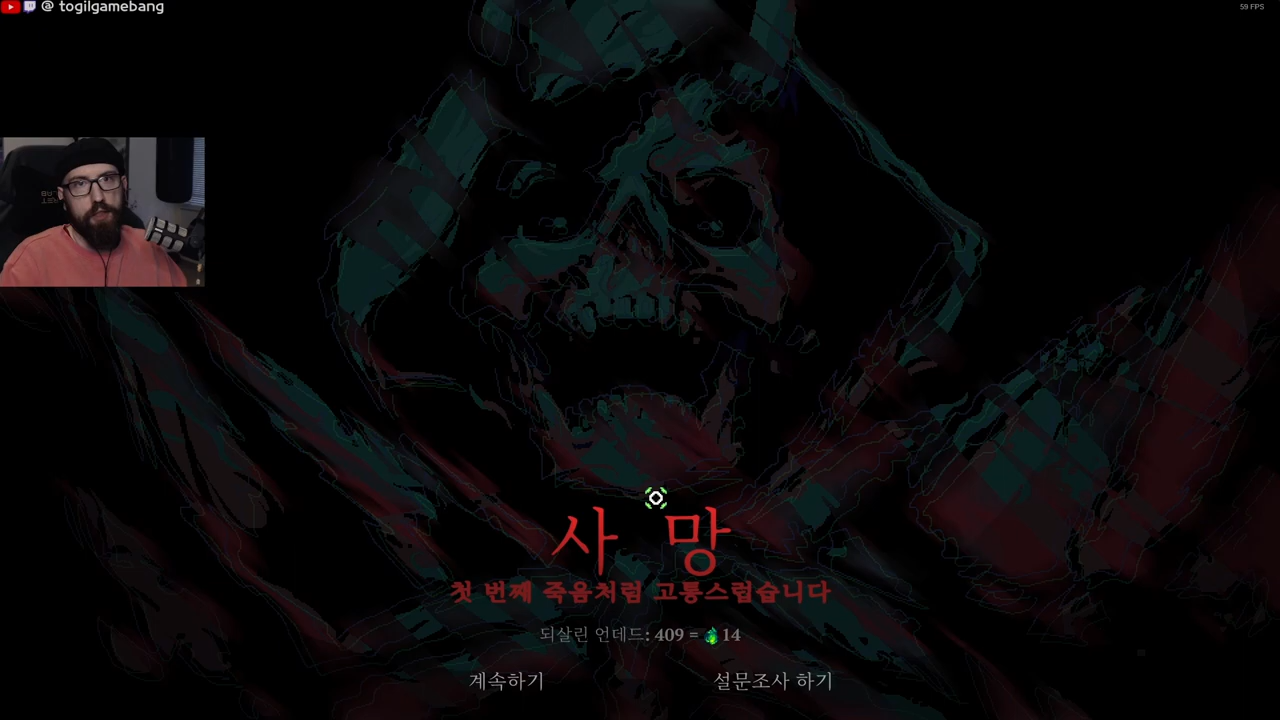 @ togilgamebang
59 FPS
사 망
첫 번째 죽음처럼 고통스럽습니다
되살린 언데드: 409 = 14
계속하기
설문조사 하기